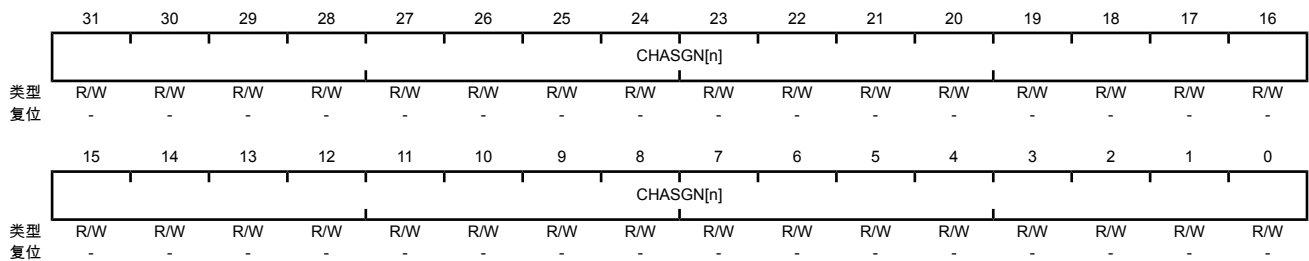 31 30 29 28 27 26 25 24 23 22 21 20 19 18 17 16
CHASGN[n]
类型 R/W R/W R/W R/W R/W R/W R/W R/W R/W R/W R/W R/W R/W R/W R/W R/W
复位 - - - - - - - - - - - - - - - -
15 14 13 12 11 10 9 8 7 6 5 4 3 2 1 0
CHASGN[n]
类型 R/W R/W R/W R/W R/W R/W R/W R/W R/W R/W R/W R/W R/W R/W R/W R/W
复位 - - - - - - - - - - - - - - - -